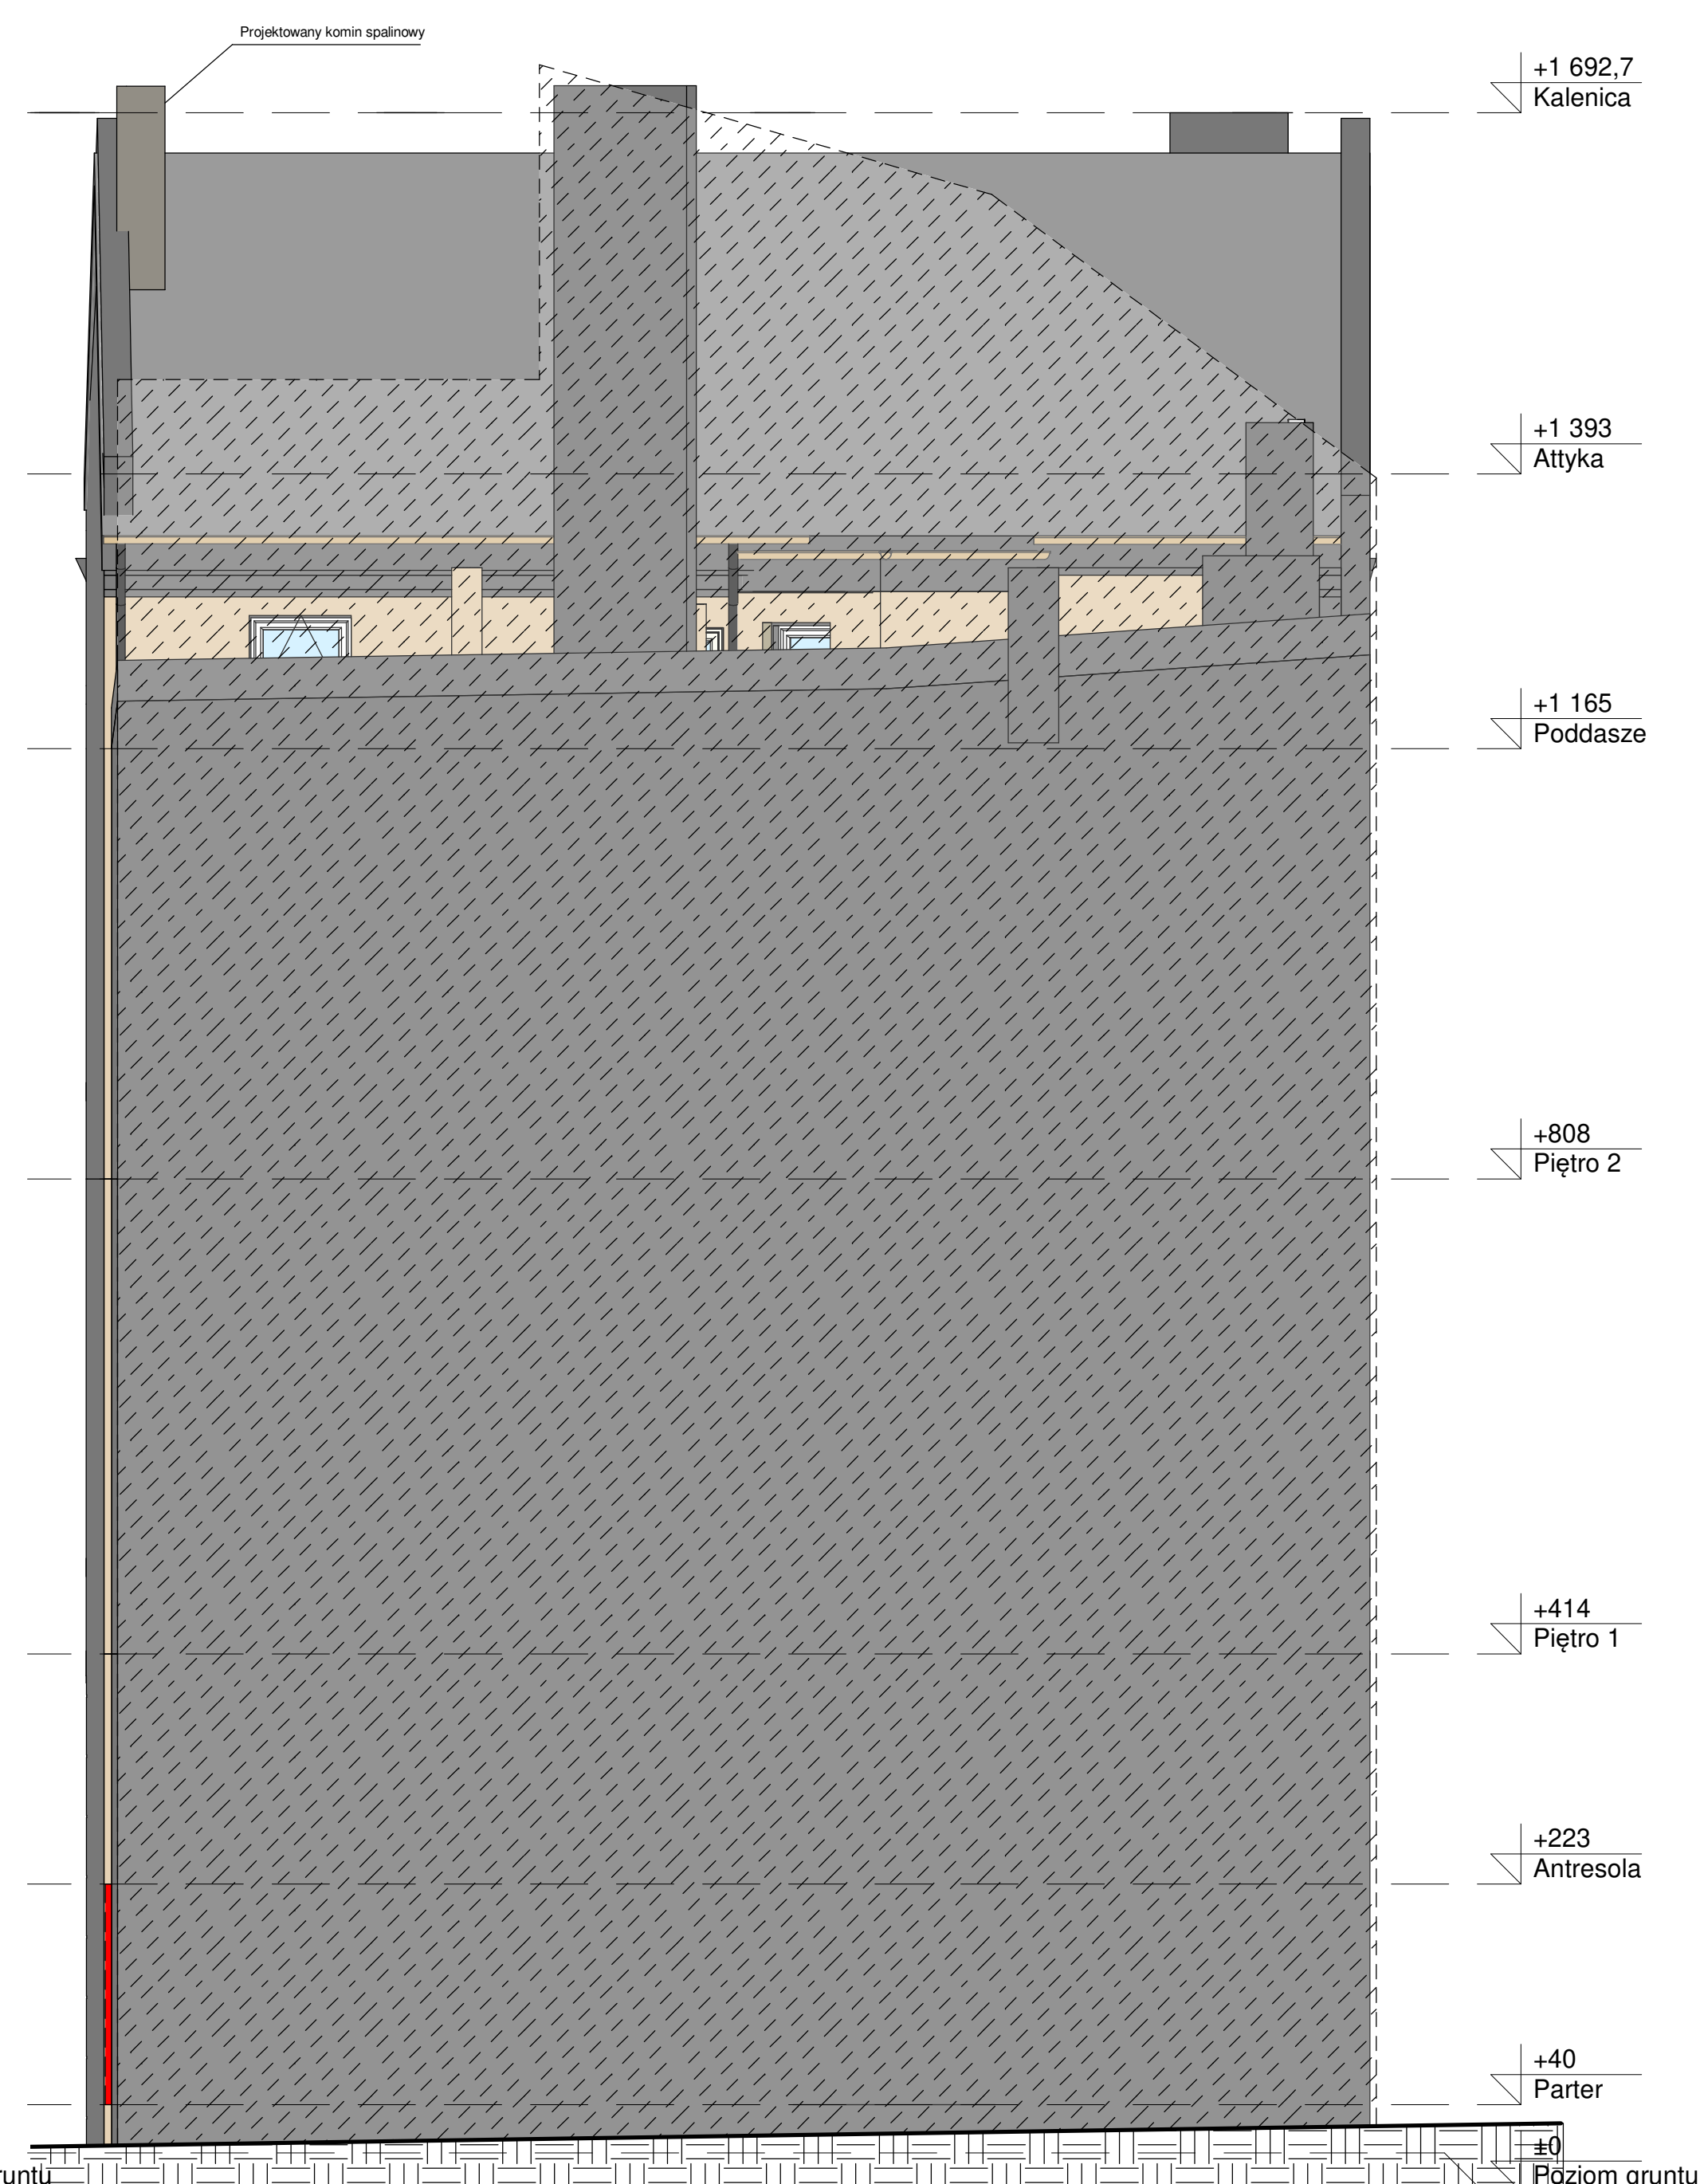 Projektowany komin spalinowy
+1 692,7
Kalenica
+1 393
Attyka
+1 165
Poddasze
+808
Piętro 2
+414
Piętro 1
+223
Antresola
+40
Parter
±0
Poziom gruntu
runtu